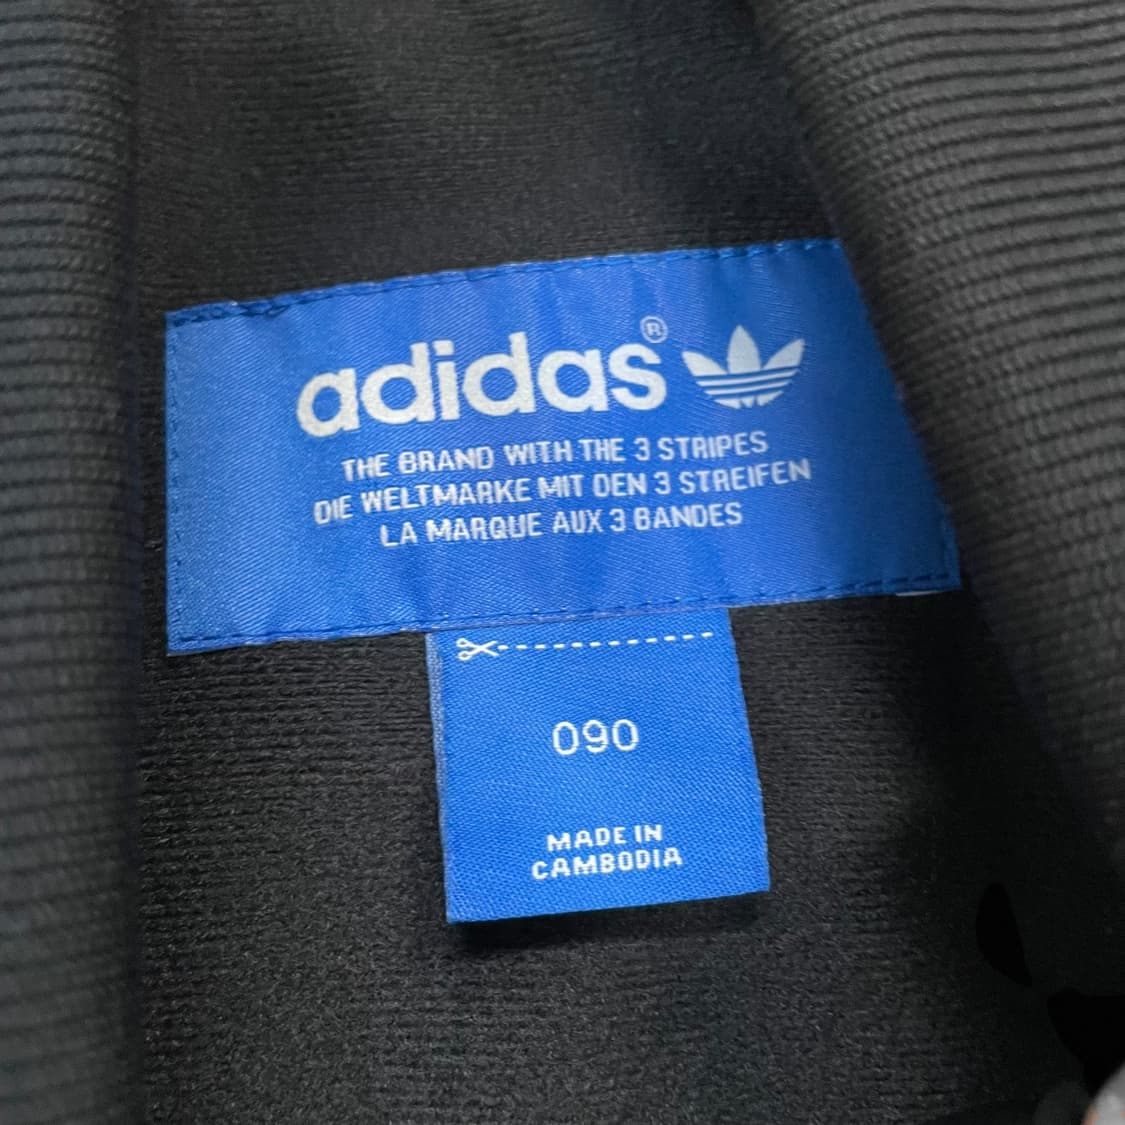 adidas®
THE BRAND WITH THE 3 STRIPES
DIE WELTMARKE MIT DEN 3 STREIFEN
LA MARQUE AUX 3 BANDES
090
MADE IN
CAMBODIA